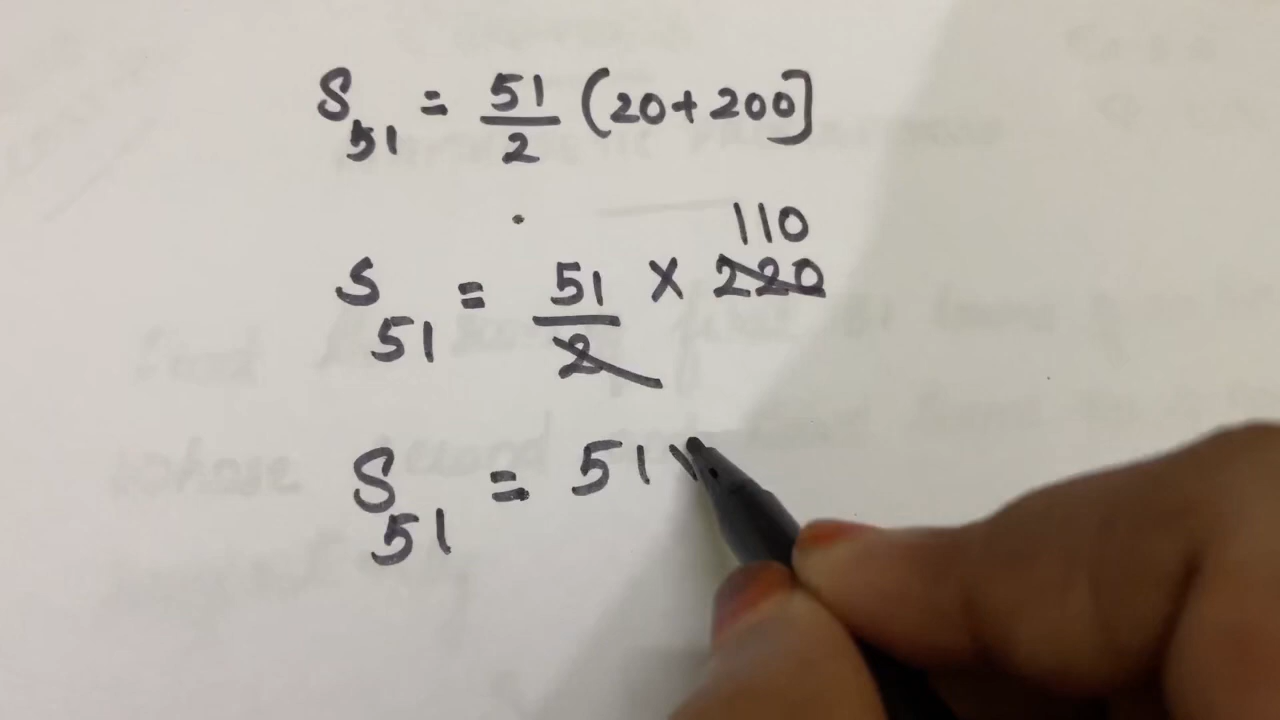 S51 = 51/2 (20+200]
110
S51 = 51/2 × 220
S51 = 51